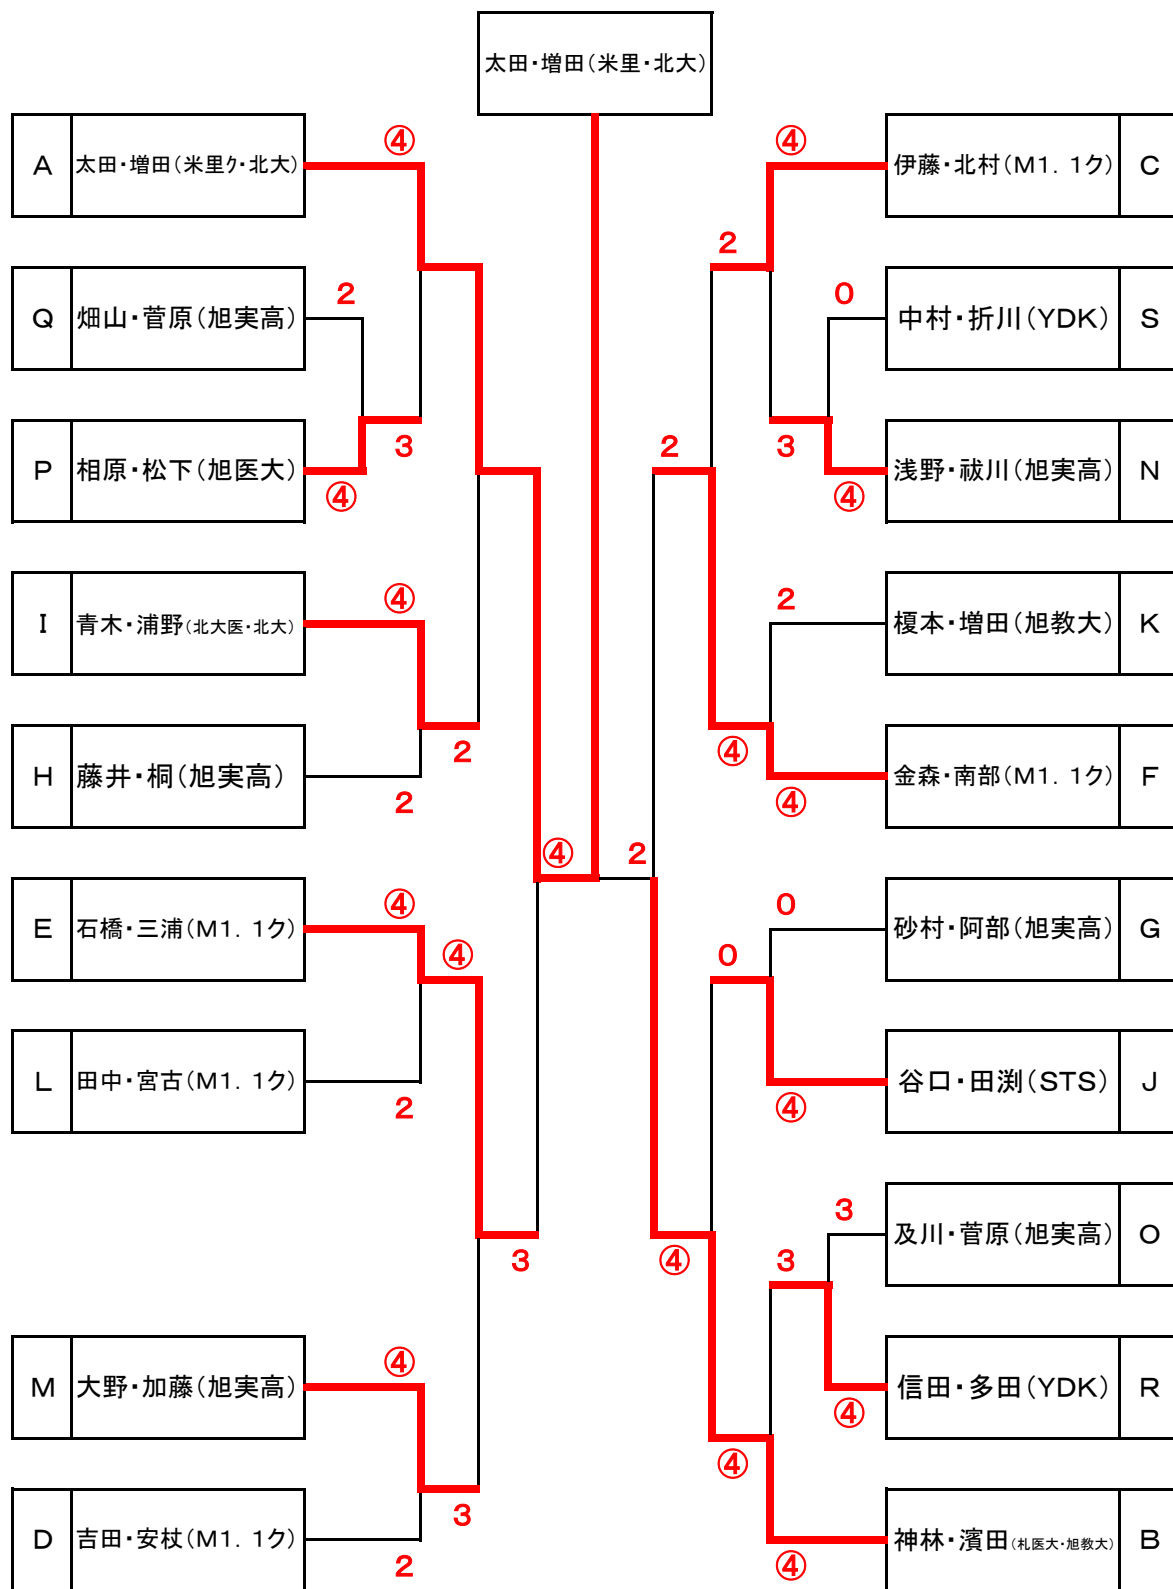 太田・増田(米里・北大)
A 太田・増田(米里ｸ・北大)
④
Q 畑山・菅原(旭実高)
2
P 相原・松下(旭医大)
④
3
I 青木・浦野(北大医・北大)
④
H 藤井・桐(旭実高)
2
2
E 石橋・三浦(M1．1ク)
④
④
L 田中・宮古(M1．1ク)
2
M 大野・加藤(旭実高)
④
D 吉田・安杖(M1．1ク)
2
3
3
④
2
④
伊藤・北村(M1．1ク) C
2
0
中村・折川(YDK) S
3
④
浅野・祓川(旭実高) N
2
2
榎本・増田(旭教大) K
④
④
金森・南部(M1．1ク) F
0
砂村・阿部(旭実高) G
0
④
谷口・田渕(STS) J
3
及川・菅原(旭実高) O
④
3
④
信田・多田(YDK) R
④
④
神林・濱田(札医大・旭教大) B